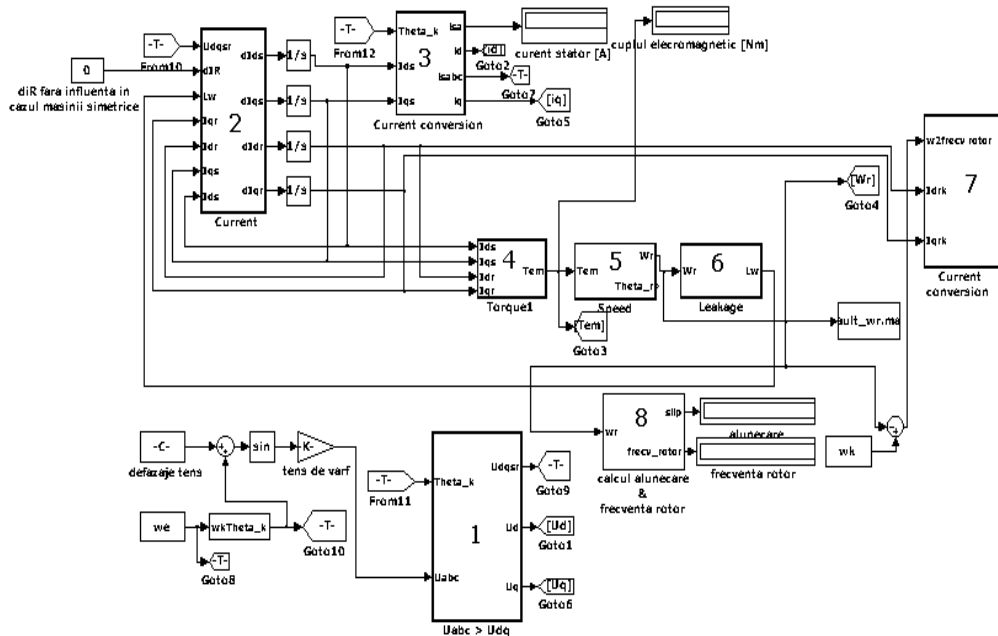 -T-
From10
0
diR fara influenta in
cazul masinii simetrice
Udqsr
dIR
Lw
Iqr
Idr
Iqs
Ids
2
dIds
dIqs
dIdr
dIqr
Current
1/s
1/s
1/s
1/s
-T-
From12
Theta_k
Ids
Iqs
3
Isa
id
Isabc
iq
Current conversion
curent stator [A]
[id]
Goto2
-T-
Goto7
[iq]
Goto5
cuplul elecromagnetic [Nm]
Ids
Iqs
Idr
Iqr
4
Tem
Torque1
Tem
5
Wr
Theta_r
Speed
Wr
6
Lw
Leakage
[Tem]
Goto3
[Wr]
Goto4
w2frecv rotor
Idrk
Iqrk
7
Current
conversion
ault_wr.ma
wr
8
slip
frecv_rotor
calcul alunecare
&
frecventa rotor
alunecare
frecventa rotor
wk
-C-
defazaje tens
sin
-K-
tens de varf
we
wkTheta_k
-T-
Goto10
-T-
Goto8
-T-
From11
Theta_k
Uabc
1
Udqsr
Ud
Uq
Uabc > Udq
-T-
Goto9
[Ud]
Goto1
[Uq]
Goto6